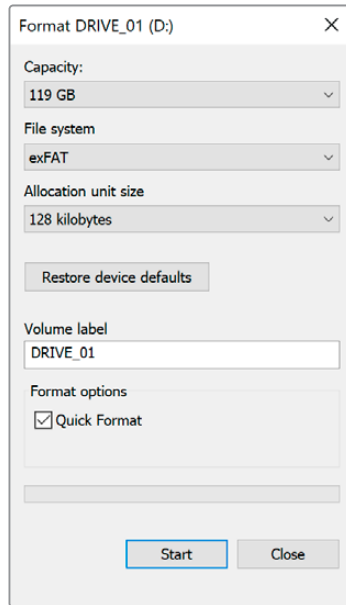 Format DRIVE_01 (D:)
Capacity:
119 GB
File system
exFAT
Allocation unit size
128 kilobytes
Restore device defaults
Volume label
DRIVE_01
Format options
Quick Format
Start
Close